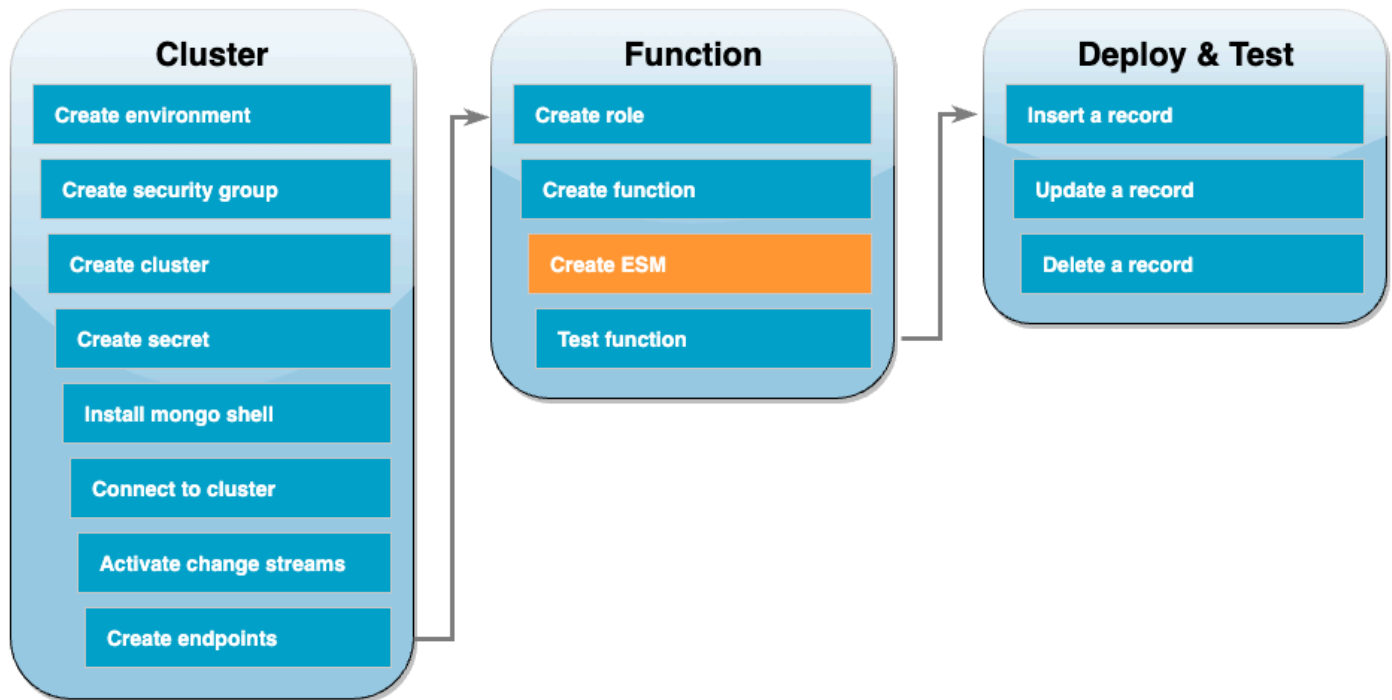 Cluster
Create environment
Create security group
Create cluster
Create secret
Install mongo shell
Connect to cluster
Activate change streams
Create endpoints
Function
Create role
Create function
Create ESM
Test function
Deploy & Test
Insert a record
Update a record
Delete a record